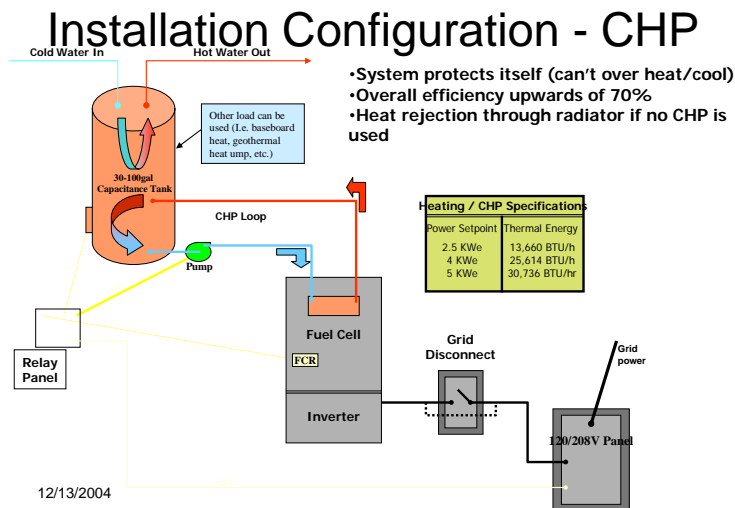 Installation Configuration - CHP
Cold Water In
Hot Water Out
•System protects itself (can't over heat/cool)
•Overall efficiency upwards of 70%
•Heat rejection through radiator if no CHP is
used
Other load can be
used (I.e. baseboard
heat, geothermal
heat ump, etc.)
30-100gal
Capacitance Tank
CHP Loop
Pump
Heating / CHP Specifications
Power Setpoint Thermal Energy
2.5 KWe 13,660 BTU/h
4 KWe 25,614 BTU/h
5 KWe 30,736 BTU/hr
Fuel Cell
FCR
Inverter
Relay
Panel
Grid
Disconnect
Grid
power
120/208V Panel
12/13/2004